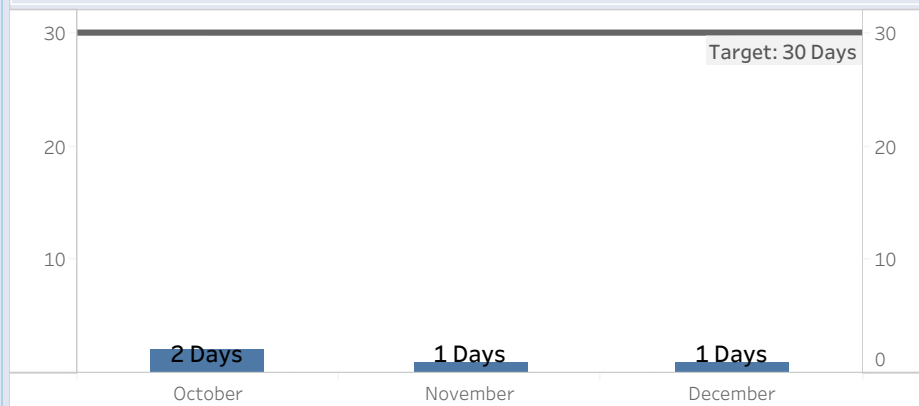 30
30
Target: 30 Days
20
20
10
10
2 Days
1 Days
1 Days
0
October
November
December